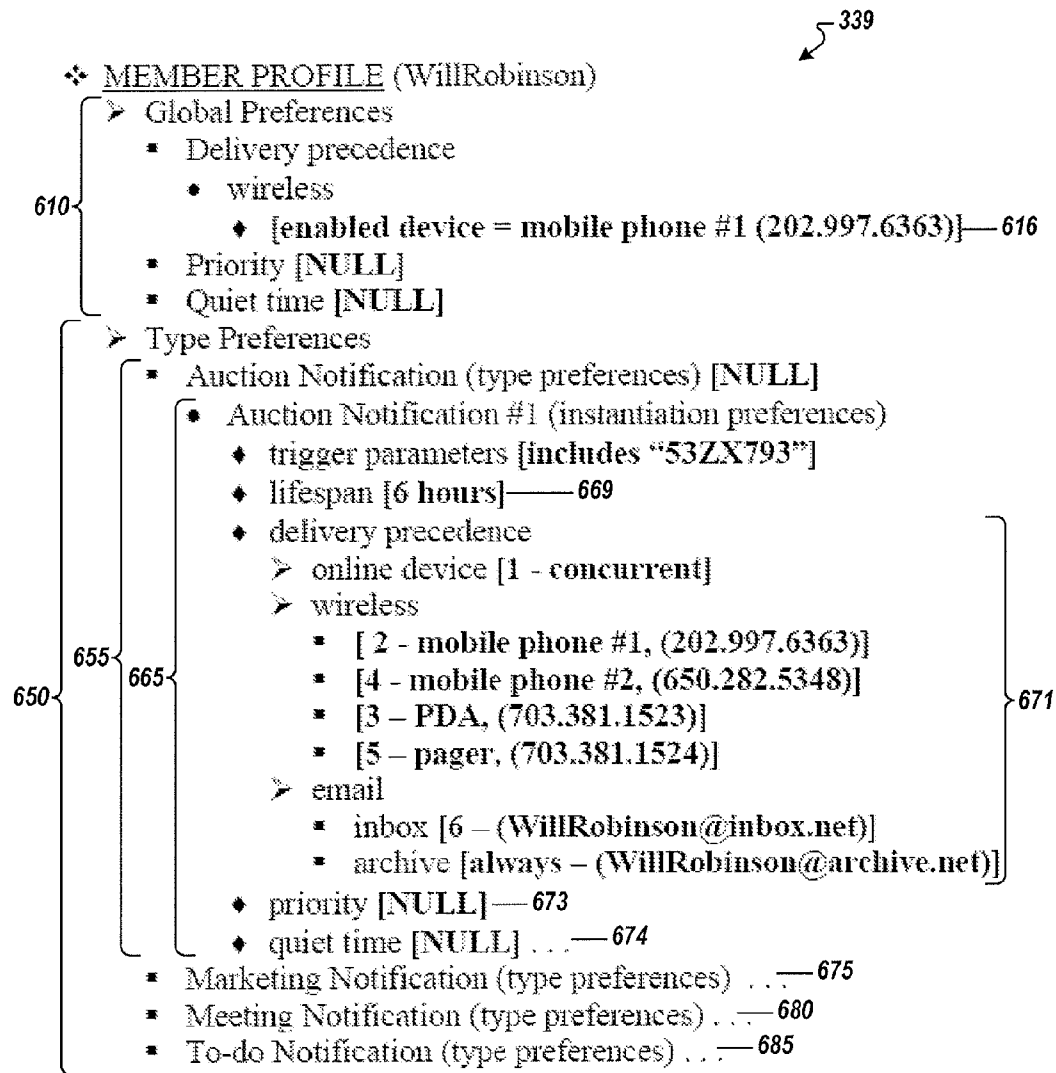 339
MEMBER PROFILE (WillRobinson)
Global Preferences
Delivery precedence
wireless
610
[enabled device = mobile phone #1 (202.997.6363)] 616
Priority [NULL]
Quiet time [NULL]
Type Preferences
Auction Notification (type preferences) [NULL]
Auction Notification #1 (instantiation preferences)
trigger parameters [includes “53ZX793”]
lifespan [6 hours] 669
delivery precedence
online device [1 - concurrent]
wireless
[ 2 - mobile phone #1, (202.997.6363)]
650 655 665 [4 - mobile phone #2, (650.282.5348)] 671
[3 – PDA, (703.381.1523)]
[5 – pager, (703.381.1524)]
email
inbox [6 – (WillRobinson@inbox.net)]
archive [always – (WillRobinson@archive.net)]
priority [NULL] 673
quiet time [NULL] . . . 674
Marketing Notification (type preferences) . . . 675
Meeting Notification (type preferences) . . . 680
To-do Notification (type preferences) . . . 685